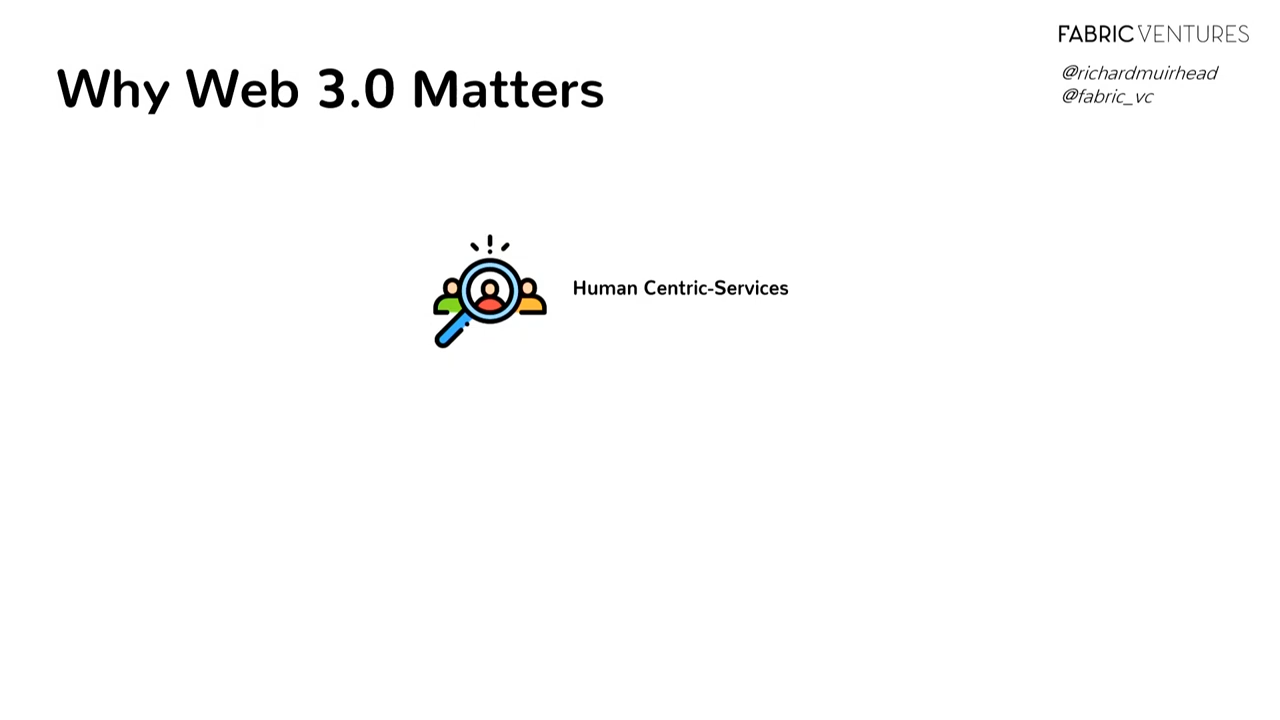 FABRIC VENTURES
Why Web 3.0 Matters
@richardmuirhead
@fabric_vc
Human Centric-Services